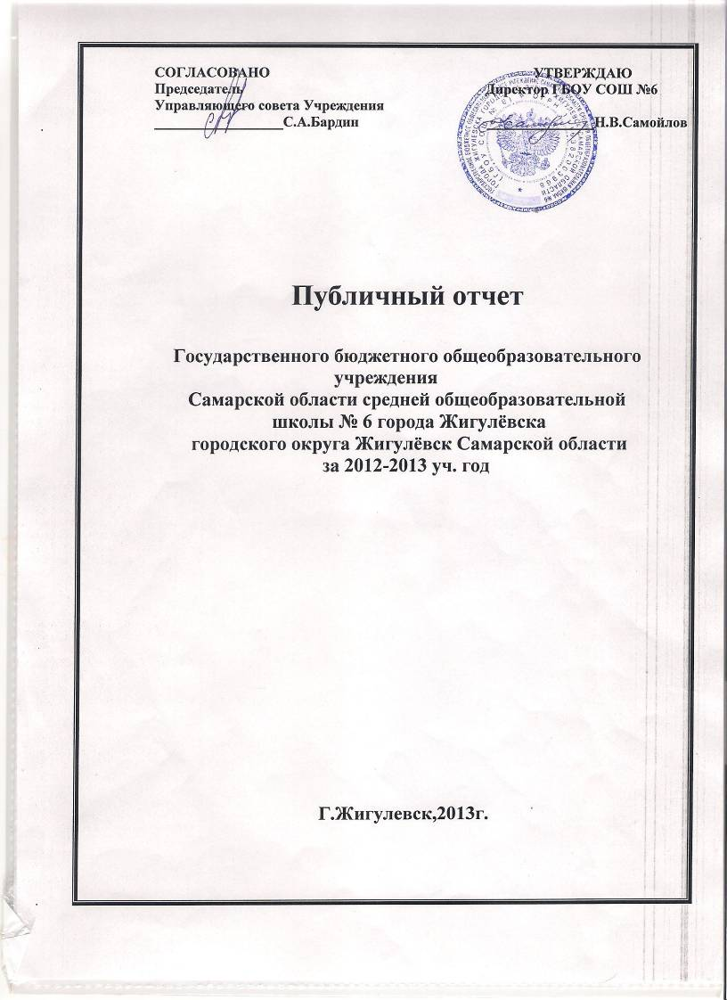 СОГЛАСОВАНО
Председатель
Управляющего совета Учреждения
__________________С.А.Бардин
УТВЕРЖДАЮ
Директор ГБОУ СОШ №6
Н.В.Самойлов
Публичный отчет
Государственного бюджетного общеобразовательного
учреждения
Самарской области средней общеобразовательной
школы № 6 города Жигулёвска
городского округа Жигулёвск Самарской области
за 2012-2013 уч. год
Г.Жигулевск,2013г.